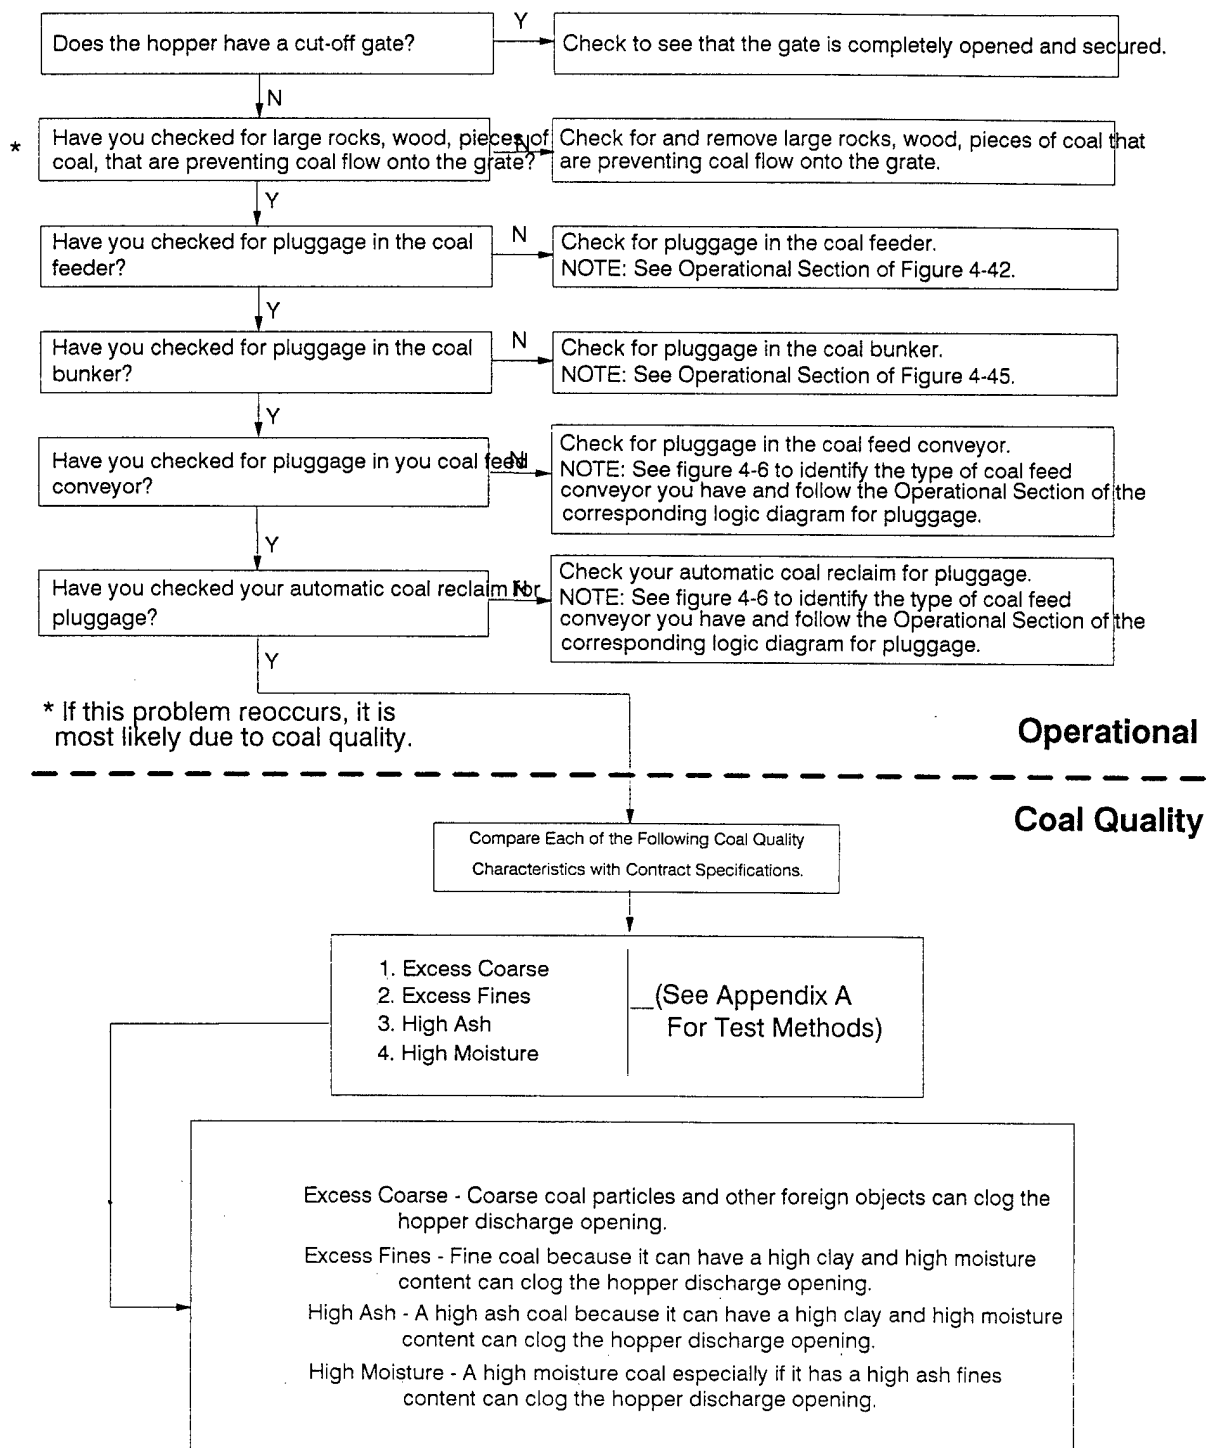 Does the hopper have a cut-off gate?
Y
Check to see that the gate is completely opened and secured.
N
*
Have you checked for large rocks, wood, pieces of
coal, that are preventing coal flow onto the grate?
N
Check for and remove large rocks, wood, pieces of coal that
are preventing coal flow onto the grate.
Y
Have you checked for pluggage in the coal
feeder?
N
Check for pluggage in the coal feeder.
NOTE: See Operational Section of Figure 4-42.
Y
Have you checked for pluggage in the coal
bunker?
N
Check for pluggage in the coal bunker.
NOTE: See Operational Section of Figure 4-45.
Y
Have you checked for pluggage in you coal feed
conveyor?
N
Check for pluggage in the coal feed conveyor.
NOTE: See figure 4-6 to identify the type of coal feed
conveyor you have and follow the Operational Section of the
corresponding logic diagram for pluggage.
Y
Have you checked your automatic coal reclaim for
pluggage?
N
Check your automatic coal reclaim for pluggage.
NOTE: See figure 4-6 to identify the type of coal feed
conveyor you have and follow the Operational Section of the
corresponding logic diagram for pluggage.
Y
* If this problem reoccurs, it is
most likely due to coal quality.
Operational
Coal Quality
Compare Each of the Following Coal Quality
Characteristics with Contract Specifications.
1. Excess Coarse
2. Excess Fines
3. High Ash
4. High Moisture
(See Appendix A
For Test Methods)
Excess Coarse - Coarse coal particles and other foreign objects can clog the
hopper discharge opening.
Excess Fines - Fine coal because it can have a high clay and high moisture
content can clog the hopper discharge opening.
High Ash - A high ash coal because it can have a high clay and high moisture
content can clog the hopper discharge opening.
High Moisture - A high moisture coal especially if it has a high ash fines
content can clog the hopper discharge opening.